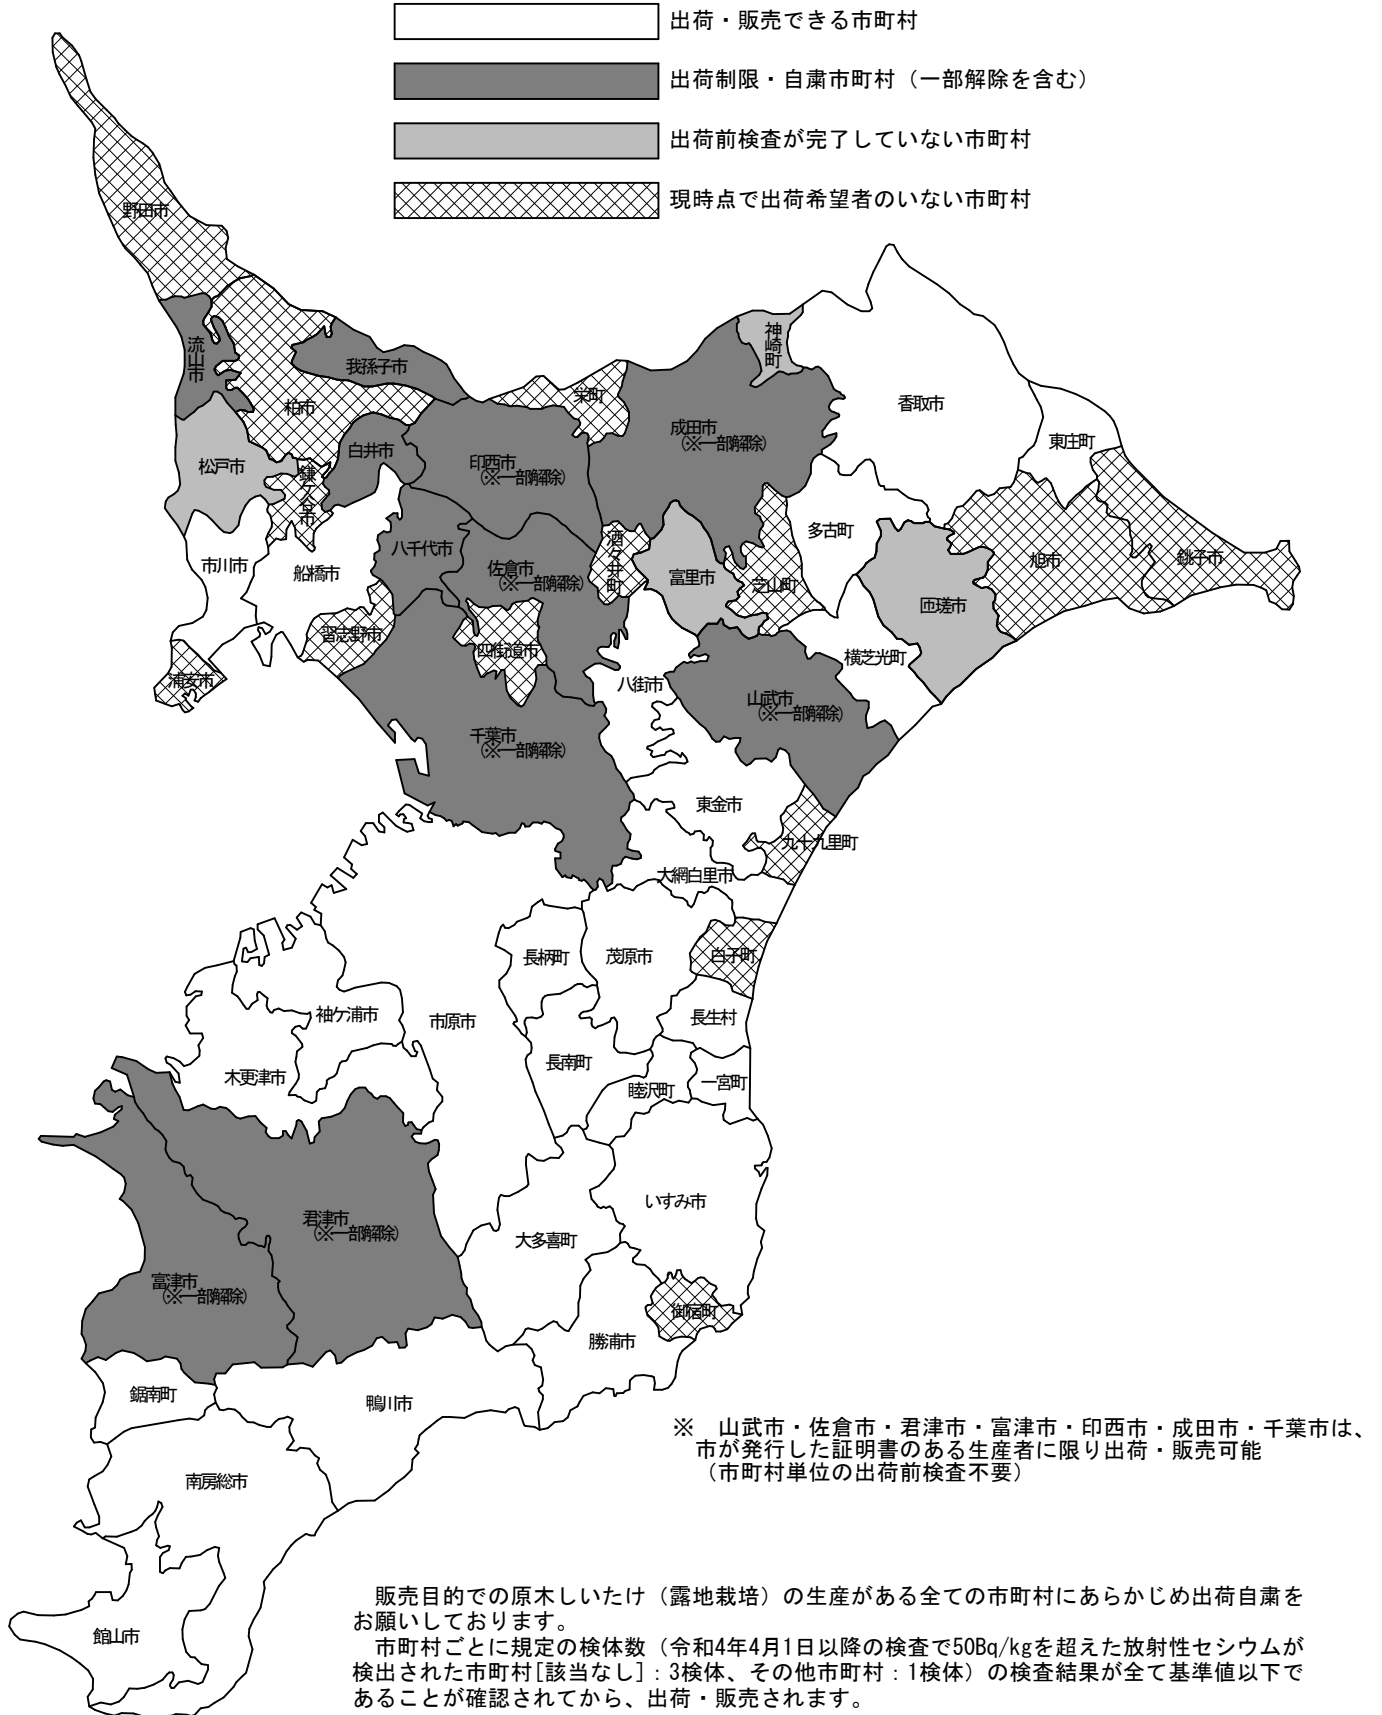 出荷・販売できる市町村
出荷制限・自粛市町村（一部解除を含む）
出荷前検査が完了していない市町村
現時点で出荷希望者のいない市町村
野田市
流山市
我孫子市
柏市
松戸市
鎌ケ谷市
白井市
印西市
（※一部解除）
栄町
成田市
（※一部解除）
神崎町
香取市
東庄町
多古町
旭市
銚子市
匝瑳市
市川市
船橋市
八千代市
佐倉市
（※一部解除）
酒々井町
富里市
芝山町
横芝光町
浦安市
習志野市
四街道市
八街市
山武市
（※一部解除）
千葉市
（※一部解除）
東金市
九十九里町
大網白里市
白子町
長柄町
茂原市
長生村
袖ケ浦市
市原市
木更津市
長南町
睦沢町
一宮町
いすみ市
君津市
（※一部解除）
大多喜町
富津市
（※一部解除）
御宿町
勝浦市
鋸南町
鴨川市
南房総市
館山市
※　山武市・佐倉市・君津市・富津市・印西市・成田市・千葉市は、
市が発行した証明書のある生産者に限り出荷・販売可能
（市町村単位の出荷前検査不要）
販売目的での原木しいたけ（露地栽培）の生産がある全ての市町村にあらかじめ出荷自粛を
お願いしております。
市町村ごとに規定の検体数（令和4年4月1日以降の検査で50Bq/kgを超えた放射性セシウムが
検出された市町村[該当なし]：3検体、その他市町村：1検体）の検査結果が全て基準値以下で
あることが確認されてから、出荷・販売されます。